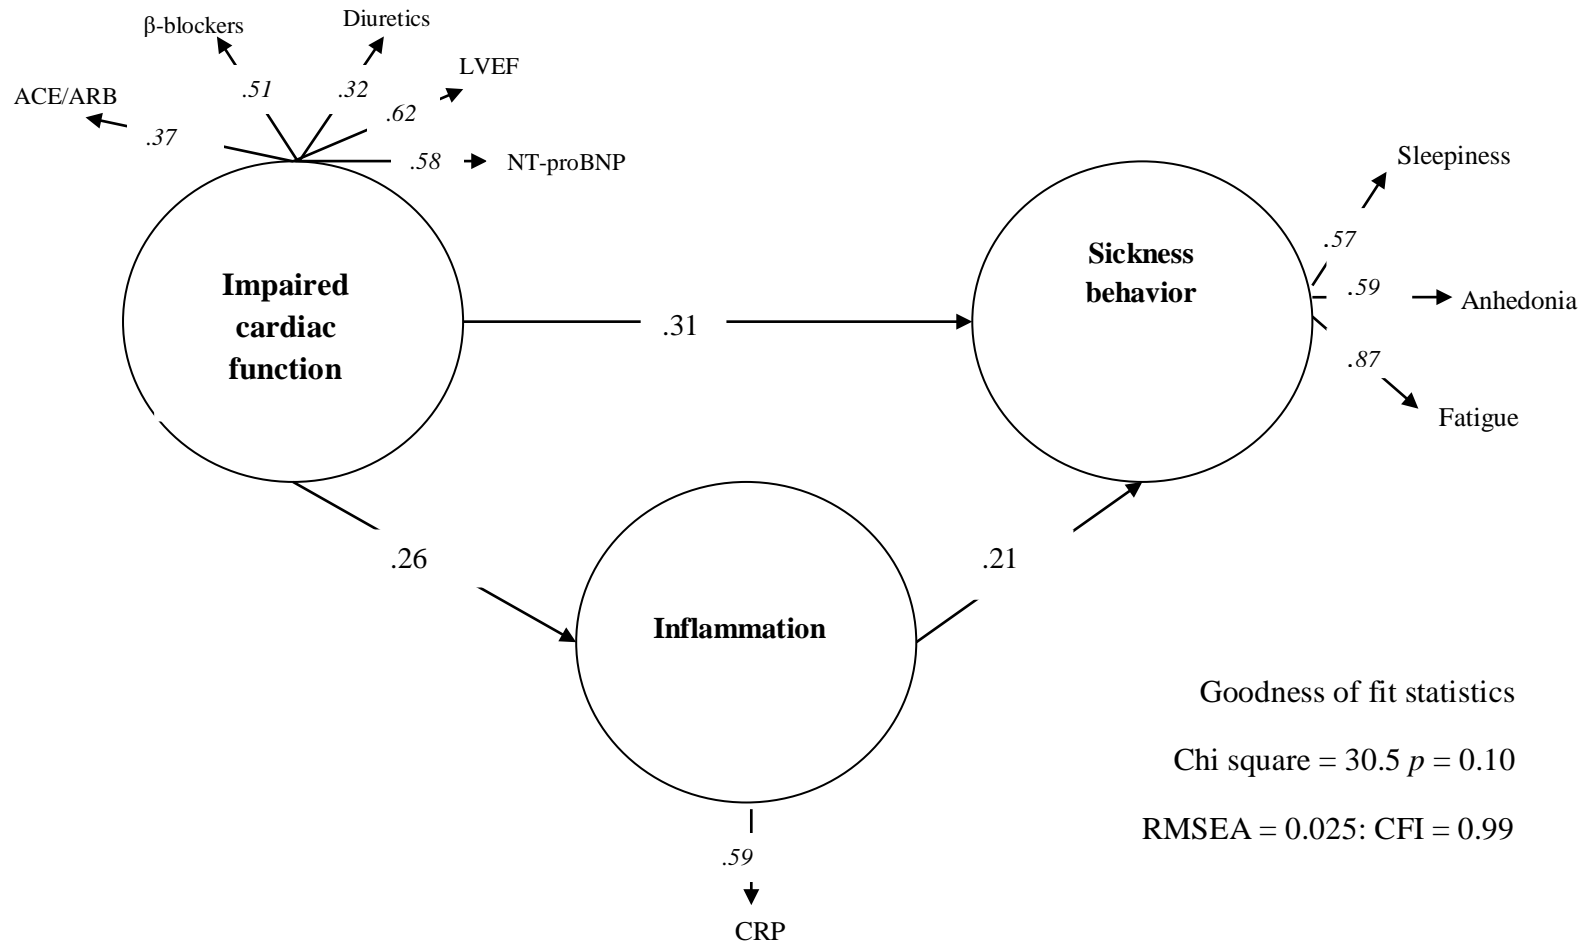 β-blockers
Diuretics
LVEF
ACE/ARB
.51
.32
.62
.37
.58
NT-proBNP
Sleepiness
.57
.59
Anhedonia
.87
Fatigue
Impaired
cardiac
function
.31
Sickness
behavior
.26
.21
Inflammation
.59
CRP
Goodness of fit statistics
Chi square = 30.5 p = 0.10
RMSEA = 0.025: CFI = 0.99